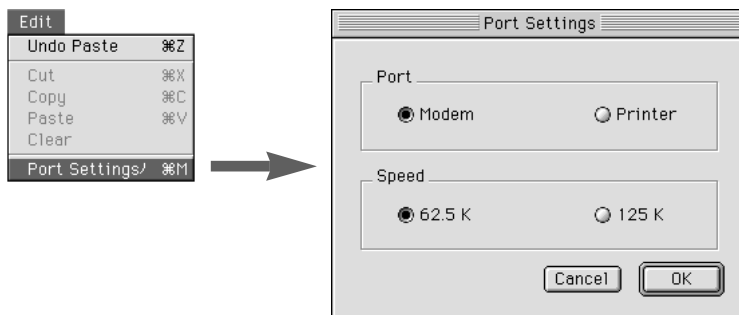 Edit
Undo Paste ⌘Z
Cut ⌘X
Copy ⌘C
Paste ⌘V
Clear
Port Settings/ ⌘M
Port Settings
Port
Modem Printer
Speed
62.5 K 125 K
Cancel OK